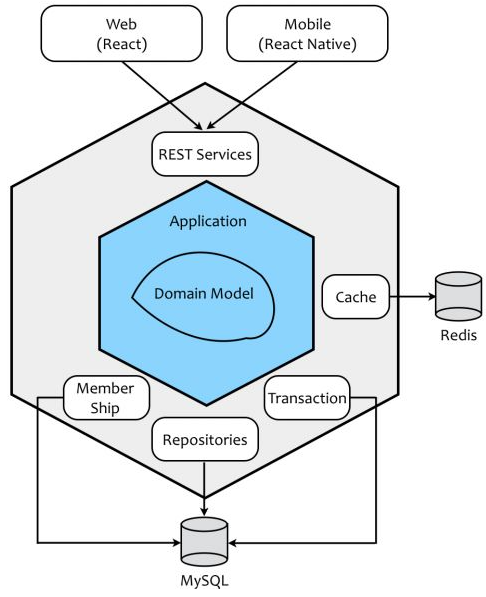 Web
(React)
Mobile
(React Native)
REST Services
Application
Domain Model
Cache
Redis
Member
Ship
Transaction
Repositories
MySQL